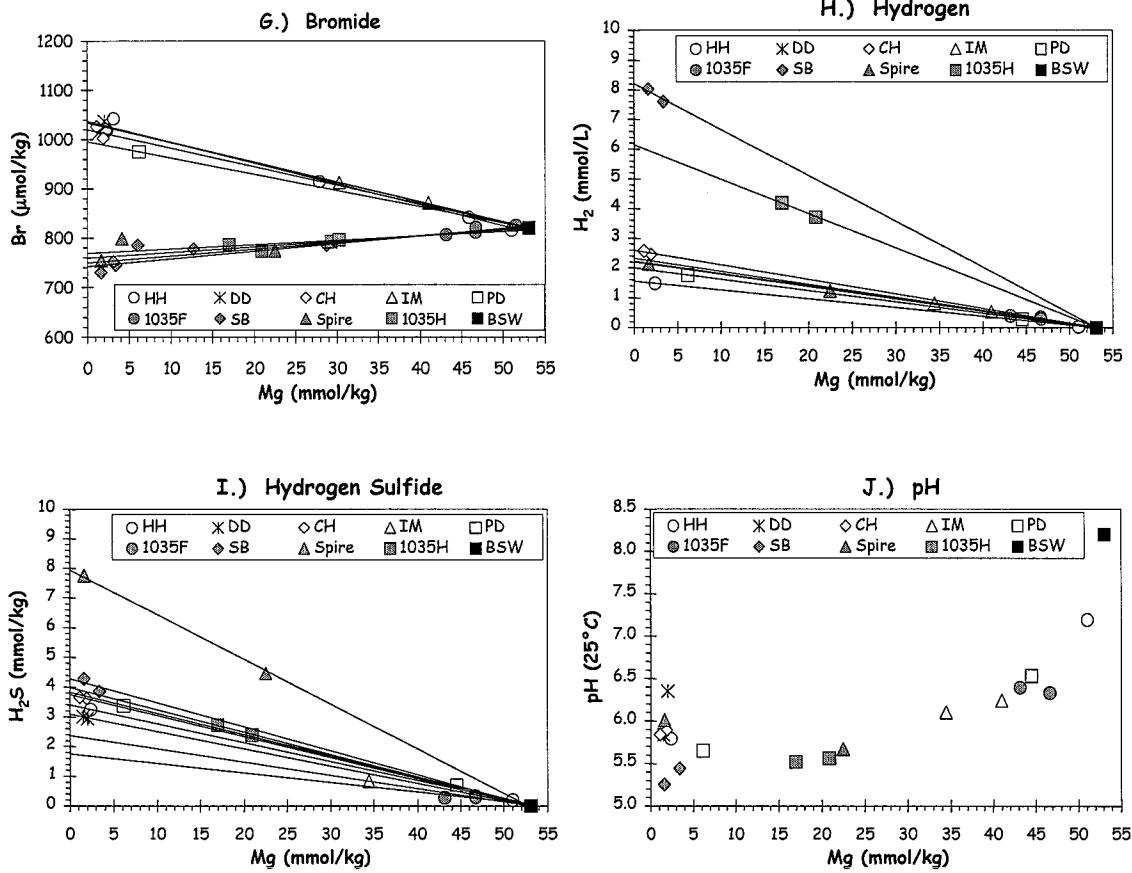 G.) Bromide
1200
1100
1000
900
800
700
600
Br (μmol/kg)
HH DD CH IM PD
1035F SB Spire 1035H BSW
0 5 10 15 20 25 30 35 40 45 50 55
Mg (mmol/kg)
H.) Hydrogen
10
9
8
7
6
5
4
3
2
1
0
H2 (mmol/L)
HH DD CH IM PD
1035F SB Spire 1035H BSW
0 5 10 15 20 25 30 35 40 45 50 55
Mg (mmol/kg)
I.) Hydrogen Sulfide
10
9
8
7
6
5
4
3
2
1
0
H2S (mmol/kg)
HH DD CH IM PD
1035F SB Spire 1035H BSW
0 5 10 15 20 25 30 35 40 45 50 55
Mg (mmol/kg)
J.) pH
8.5
8.0
7.5
7.0
6.5
6.0
5.5
5.0
pH (25°C)
HH DD CH IM PD
1035F SB Spire 1035H BSW
0 5 10 15 20 25 30 35 40 45 50 55
Mg (mmol/kg)